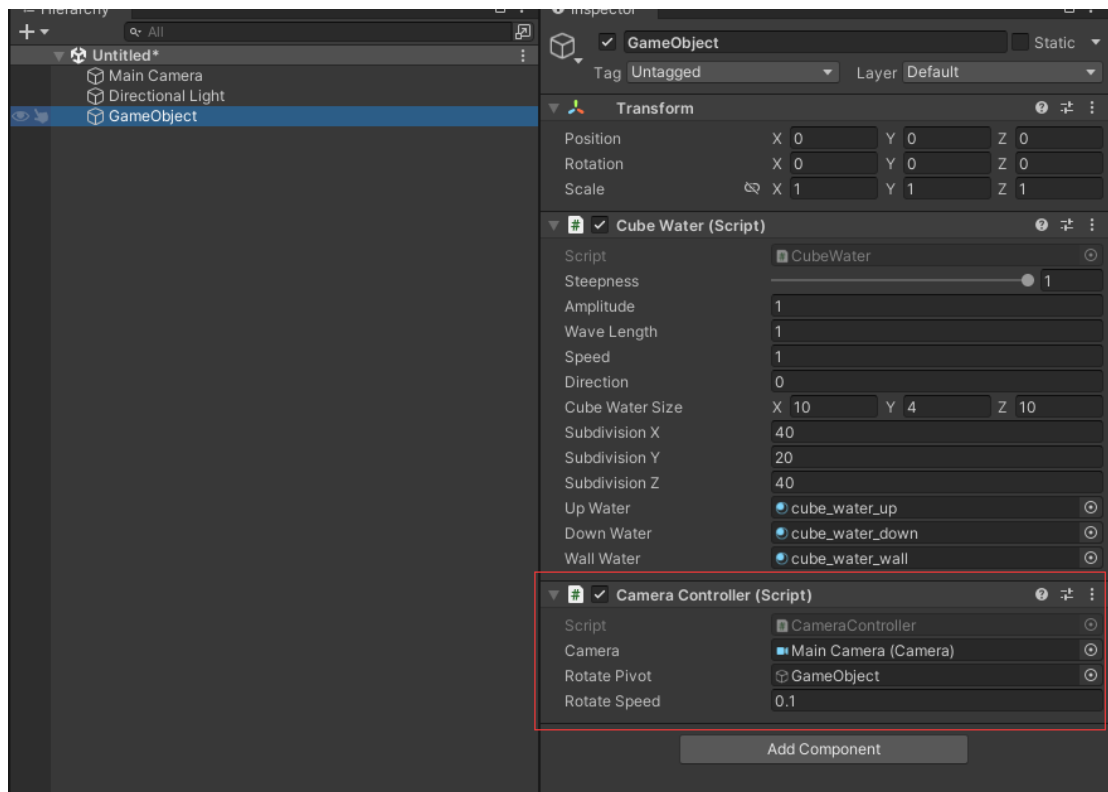 Hierarchy
All
Untitled*
Main Camera
Directional Light
GameObject
Inspector
GameObject
Static
Tag Untagged Layer Default
Transform
Position X 0 Y 0 Z 0
Rotation X 0 Y 0 Z 0
Scale X 1 Y 1 Z 1
# Cube Water (Script)
Script CubeWater
Steepness 1
Amplitude 1
Wave Length 1
Speed 1
Direction 0
Cube Water Size X 10 Y 4 Z 10
Subdivision X 40
Subdivision Y 20
Subdivision Z 40
Up Water cube_water_up
Down Water cube_water_down
Wall Water cube_water_wall
# Camera Controller (Script)
Script CameraController
Camera Main Camera (Camera)
Rotate Pivot GameObject
Rotate Speed 0.1
Add Component